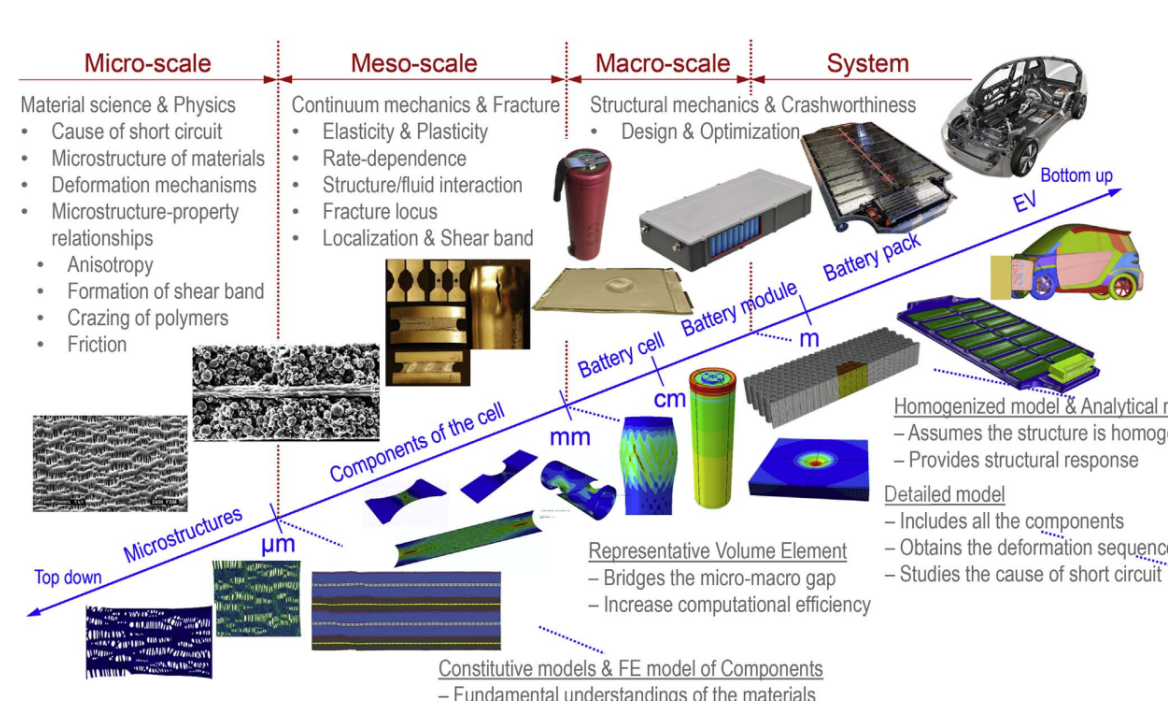 Micro-scale
Meso-scale
Macro-scale
System
Material science & Physics
• Cause of short circuit
• Microstructure of materials
• Deformation mechanisms
• Microstructure-property
relationships
• Anisotropy
• Formation of shear band
• Crazing of polymers
• Friction
Continuum mechanics & Fracture
• Elasticity & Plasticity
• Rate-dependence
• Structure/fluid interaction
• Fracture locus
• Localization & Shear band
Structural mechanics & Crashworthiness
• Design & Optimization
Bottom up
EV
Battery pack
Battery module
m
Battery cell
cm
mm
Components of the cell
Microstructures
µm
Top down
Homogenized model & Analytical
– Assumes the structure is
– Provides structural response
Detailed model
– Includes all the components
– Obtains the deformation sequence
– Studies the cause of short circuit
Representative Volume Element
– Bridges the micro-macro gap
– Increase computational efficiency
Constitutive models & FE model of Components
– Fundamental understandings of the materials